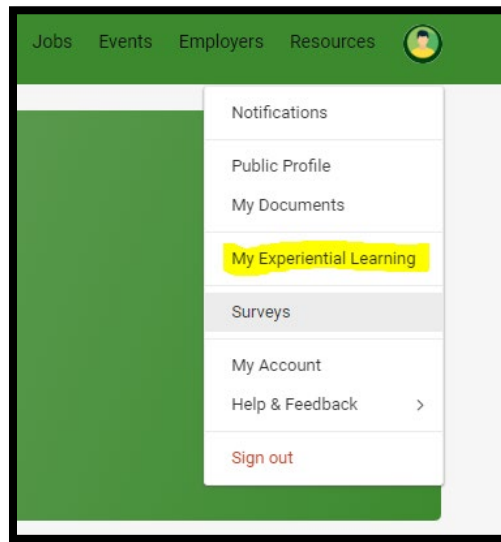 Jobs Events Employers Resources
Notifications
Public Profile
My Documents
My Experiential Learning
Surveys
My Account
Help & Feedback
Sign out